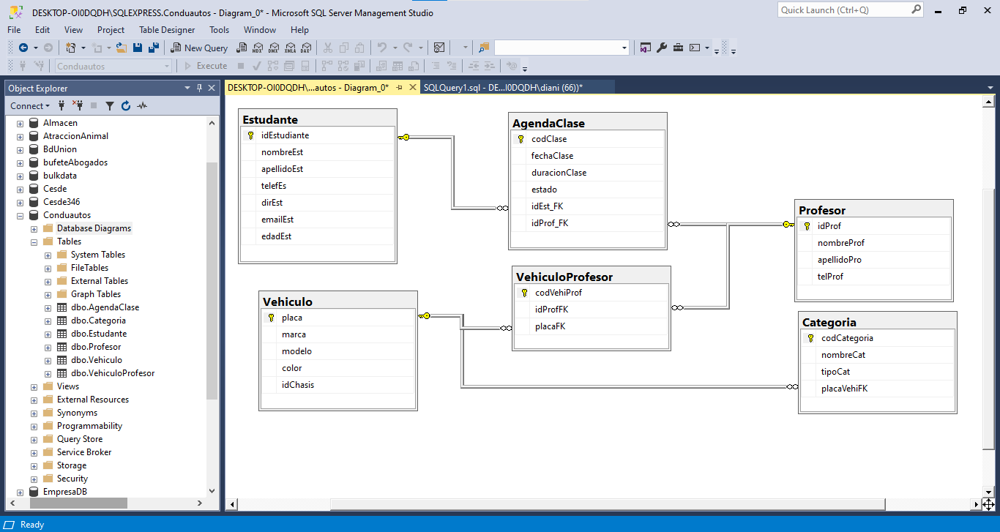 DESKTOP-OI0DQDH\SQLEXPRESS.Conduautos - Diagram_0* - Microsoft SQL Server Management Studio
Quick Launch (Ctrl+Q)
File Edit View Project Table Designer Tools Window Help
New Query MDX DMX XMLA DAX
Conduautos Execute
Object Explorer
Connect
Almacen
AtraccionAnimal
BdUnion
bufeteAbogados
bulkdata
Cesde
Cesde346
Conduautos
Database Diagrams
Tables
System Tables
FileTables
External Tables
Graph Tables
dbo.AgendaClase
dbo.Categoria
dbo.Estudante
dbo.Profesor
dbo.Vehiculo
dbo.VehiculoProfesor
Views
External Resources
Synonyms
Programmability
Query Store
Service Broker
Storage
Security
EmpresaDB
DESKTOP-OI0DQDH\...autos - Diagram_0*
SQLQuery1.sql - DE...I0DQDH\diani (66))*
Estudante
idEstudiante
nombreEst
apellidoEst
telefEs
dirEst
emailEst
edadEst
AgendaClase
codClase
fechaClase
duracionClase
estado
idEst_FK
idProf_FK
Profesor
idProf
nombreProf
apellidoPro
telProf
Vehiculo
placa
marca
modelo
color
idChasis
VehiculoProfesor
codVehiProf
idProfFK
placaFK
Categoria
codCategoria
nombreCat
tipoCat
placaVehiFK
Ready